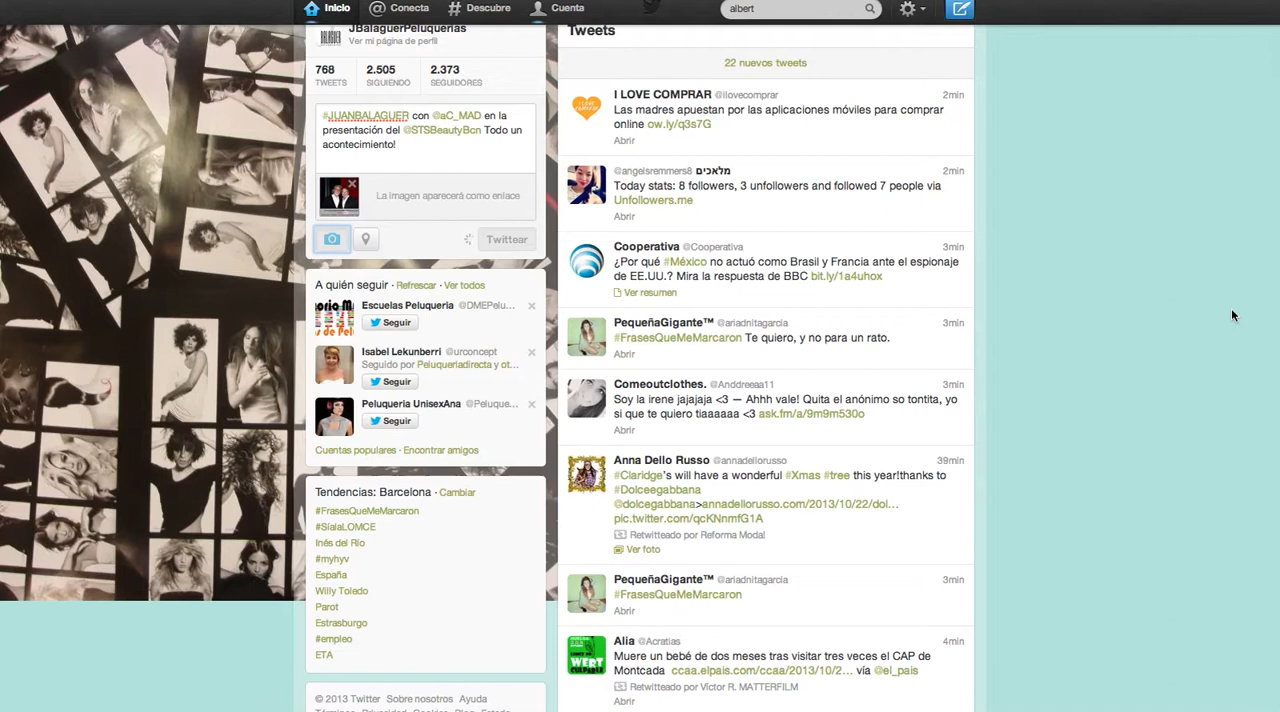 Inicio
Conecta
Descubre
Cuenta
albert
JBalaguerPeluquerias
Ver mi página de perfil
768
TWEETS
2.505
SIGUIENDO
2.373
SEGUIDORES
#JUANBALAGUER con @aC_MAD en la
presentación del @STSBeautyBcn Todo un
acontecimiento!
La imagen aparecerá como enlace
Twittear
A quién seguir · Refrescar · Ver todos
Escuelas Peluquería @DMEPelu...
Seguir
Isabel Lekunberri @urconcept
Seguido por Peluqueriadirecta y ot...
Seguir
Peluqueria UnisexAna @Peluque...
Seguir
Cuentas populares · Encontrar amigos
Tendencias: Barcelona · Cambiar
#FrasesQueMeMarcaron
#SíalaLOMCE
Inés del Río
#myhyv
España
Willy Toledo
Parot
Estrasburgo
#empleo
ETA
© 2013 Twitter Sobre nosotros Ayuda
Tweets
22 nuevos tweets
I LOVE COMPRAR @ilovecomprar 2min
Las madres apuestan por las aplicaciones móviles para comprar
online ow.ly/q3s7G
Abrir
@angelsremmers8 מלאכים 2min
Today stats: 8 followers, 3 unfollowers and followed 7 people via
Unfollowers.me
Abrir
Cooperativa @Cooperativa 3min
¿Por qué #México no actuó como Brasil y Francia ante el espionaje
de EE.UU.? Mira la respuesta de BBC bit.ly/1a4uhox
Ver resumen
PequeñaGigante™ @ariadnitagarcia 3min
#FrasesQueMeMarcaron Te quiero, y no para un rato.
Abrir
Comeoutclothes. @Anddreeaa11 3min
Soy la irene jajajaja <3 — Ahhh vale! Quita el anónimo so tontita, yo
si que te quiero tiaaaaaa <3 ask.fm/a/9m9m530o
Abrir
Anna Dello Russo @annadellorusso 39min
#Claridge's will have a wonderful #Xmas #tree this year!thanks to
#Dolceegabbana
@dolcegabbana>annadellorusso.com/2013/10/22/dol...
pic.twitter.com/qcKNnmfG1A
Retwitteado por Reforma Moda!
Ver foto
PequeñaGigante™ @ariadnitagarcia 3min
#FrasesQueMeMarcaron
Abrir
Alia @Acratias 4min
Muere un bebé de dos meses tras visitar tres veces el CAP de
Montcada ccaa.elpais.com/ccaa/2013/10/2... vía @el_pais
Retwitteado por Víctor R. MATTERFILM
Abrir